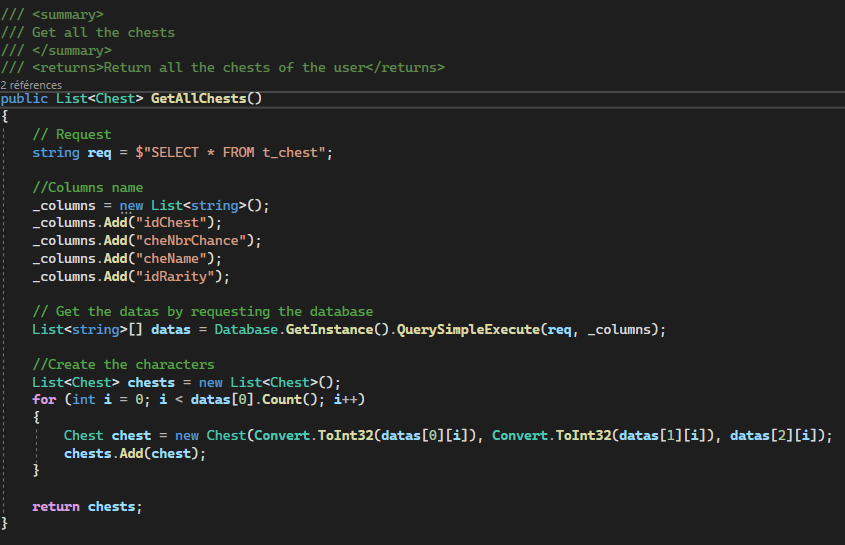 /// <summary>
/// Get all the chests
/// </summary>
/// <returns>Return all the chests of the user</returns>
2 références
public List<Chest> GetAllChests()
{
// Request
string req = $"SELECT * FROM t_chest";
//Columns name
_columns = new List<string>();
_columns.Add("idChest");
_columns.Add("cheNbrChance");
_columns.Add("cheName");
_columns.Add("idRarity");
// Get the datas by requesting the database
List<string>[] datas = Database.GetInstance().QuerySimpleExecute(req, _columns);
//Create the characters
List<Chest> chests = new List<Chest>();
for (int i = 0; i < datas[0].Count(); i++)
{
Chest chest = new Chest(Convert.ToInt32(datas[0][i]), Convert.ToInt32(datas[1][i]), datas[2][i]);
chests.Add(chest);
}
return chests;
}